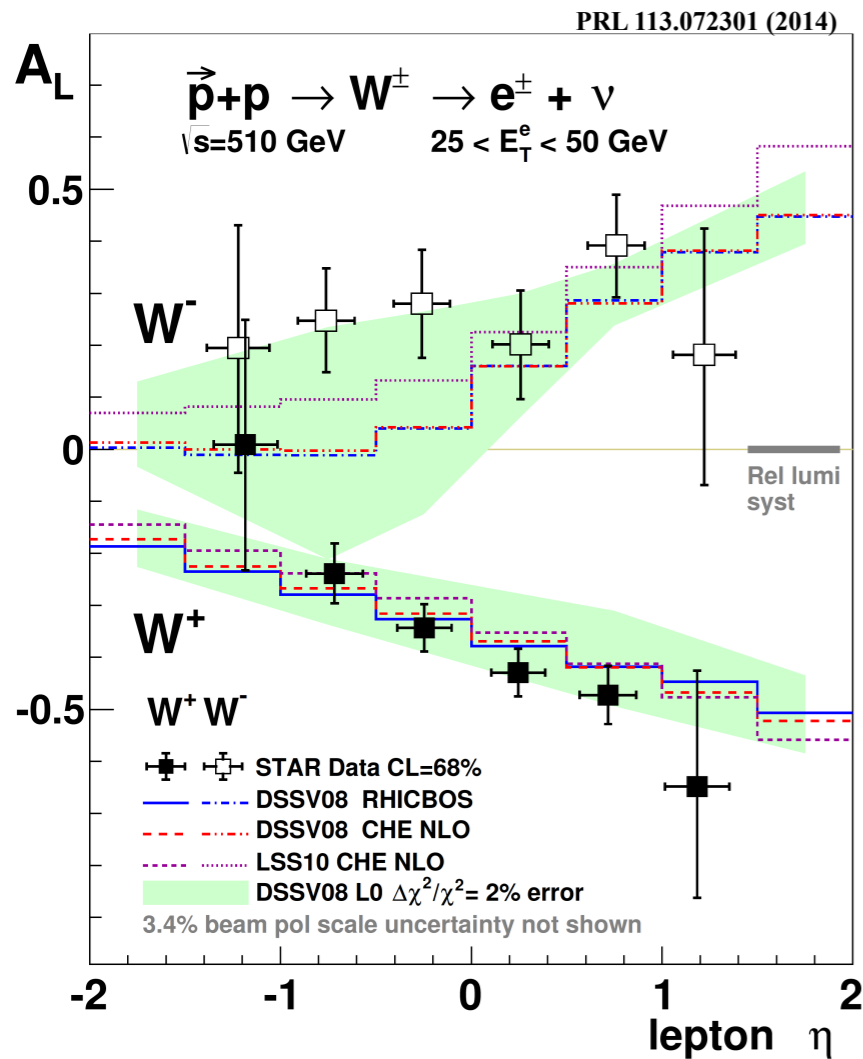 PRL 113.072301 (2014)
A_L
p+p → W± → e± + ν
√s=510 GeV
25 < E_T^e < 50 GeV
0.5
W-
0
Rel lumi
syst
W+
-0.5
W+ W-
STAR Data CL=68%
DSSV08 RHICBOS
DSSV08 CHE NLO
LSS10 CHE NLO
DSSV08 L0 Δχ²/χ²= 2% error
3.4% beam pol scale uncertainty not shown
-2 -1 0 1 2
lepton η